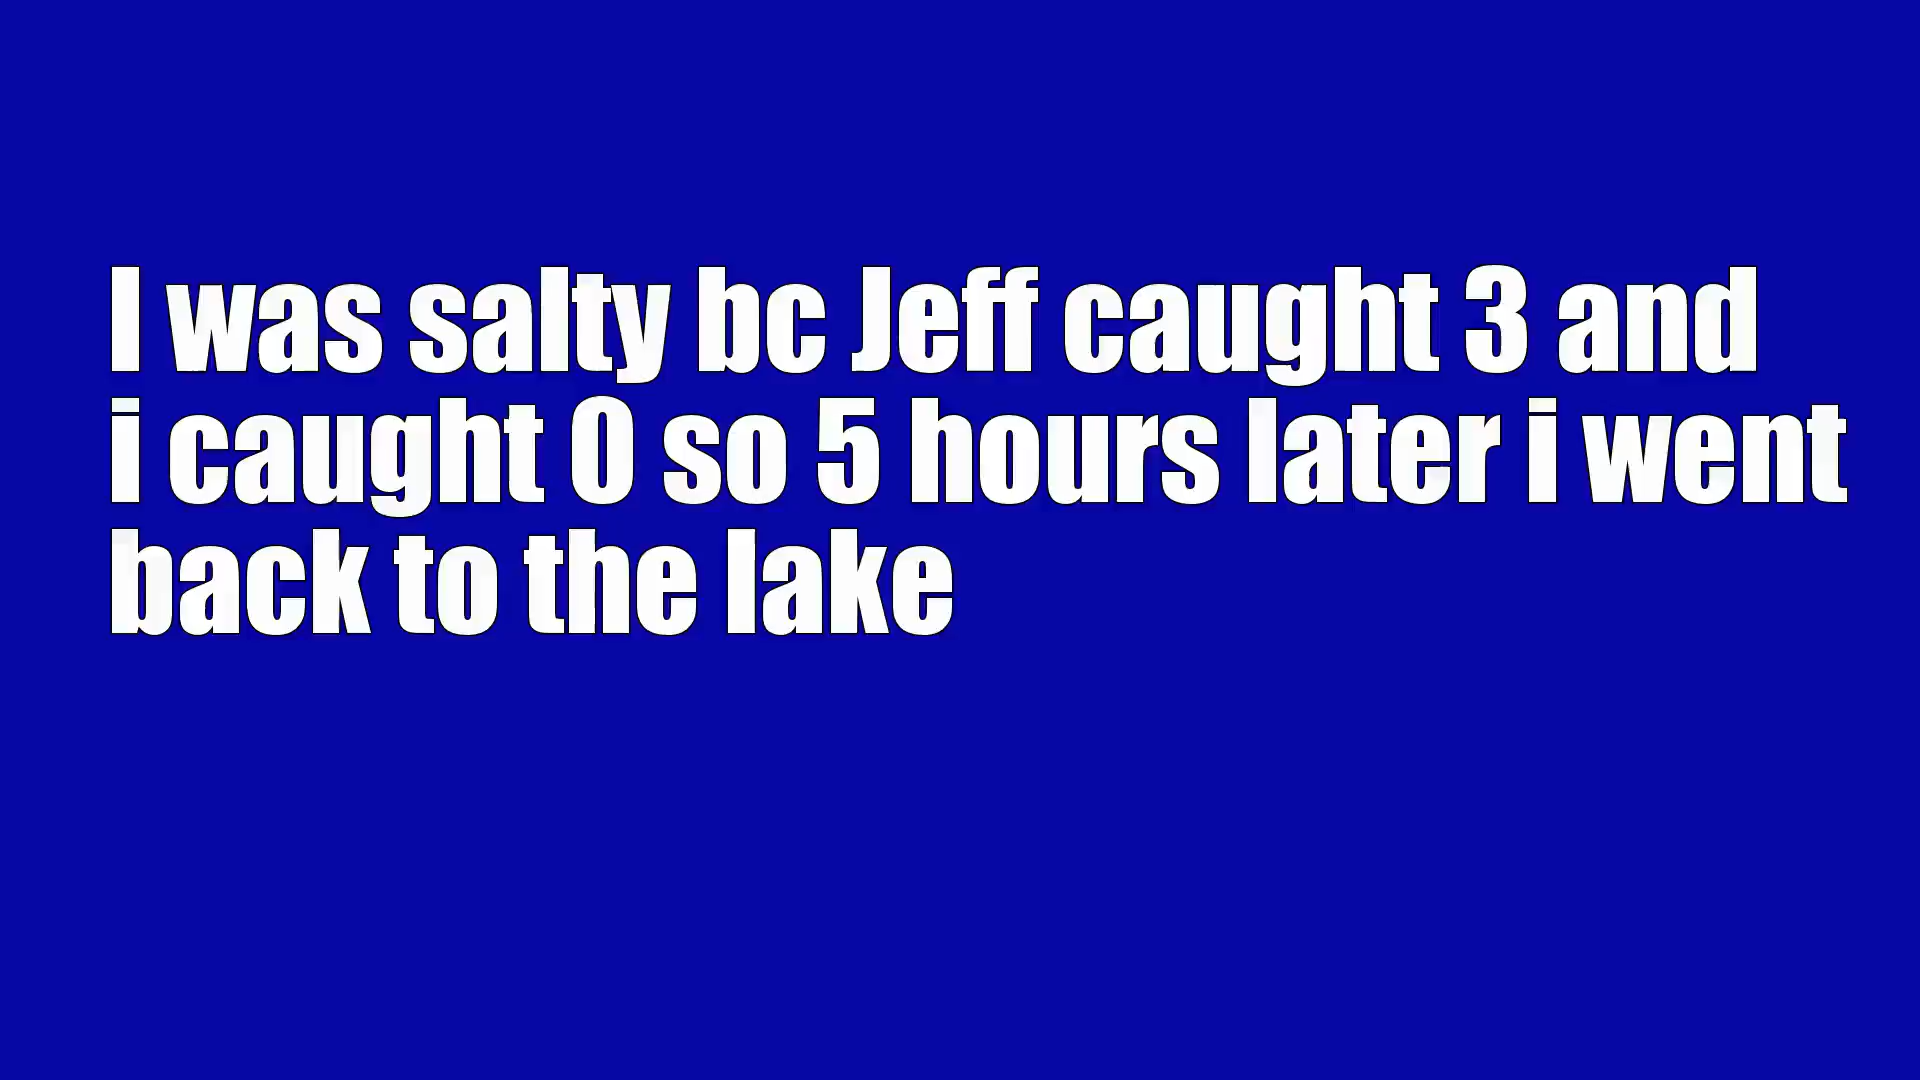 I was salty bc Jeff caught 3 and
i caught 0 so 5 hours later i went
back to the lake